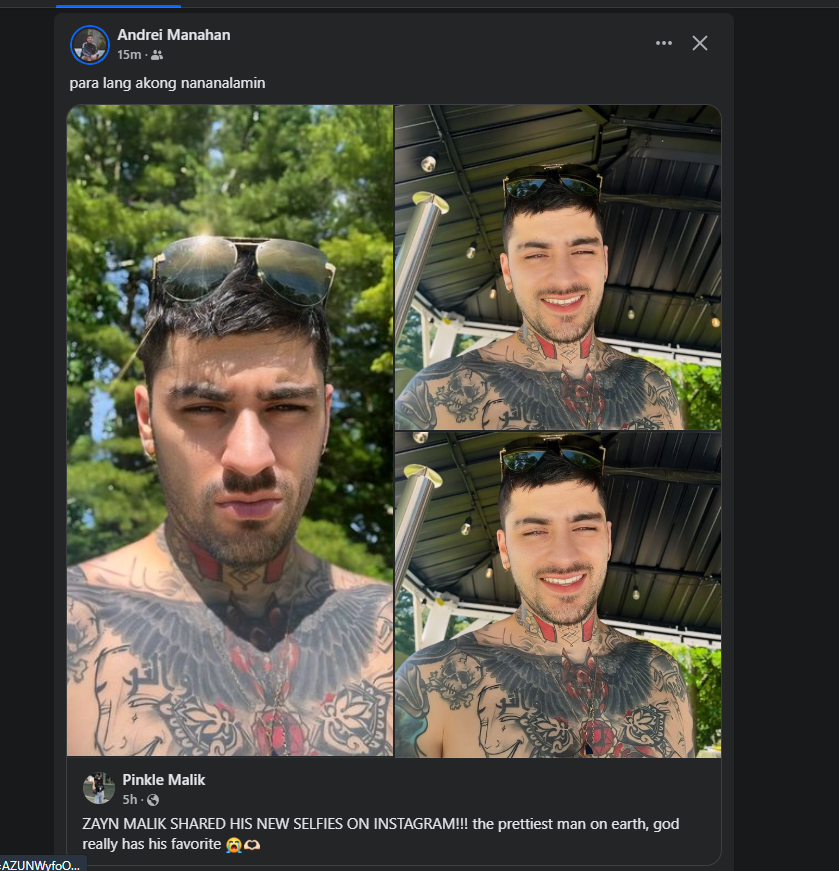 Andrei Manahan
15m ·
para lang akong nananalamin
Pinkle Malik
5h ·
ZAYN MALIK SHARED HIS NEW SELFIES ON INSTAGRAM!!! the prettiest man on earth, god
really has his favorite 😭🫶🏻
=AZUNWyfoO...